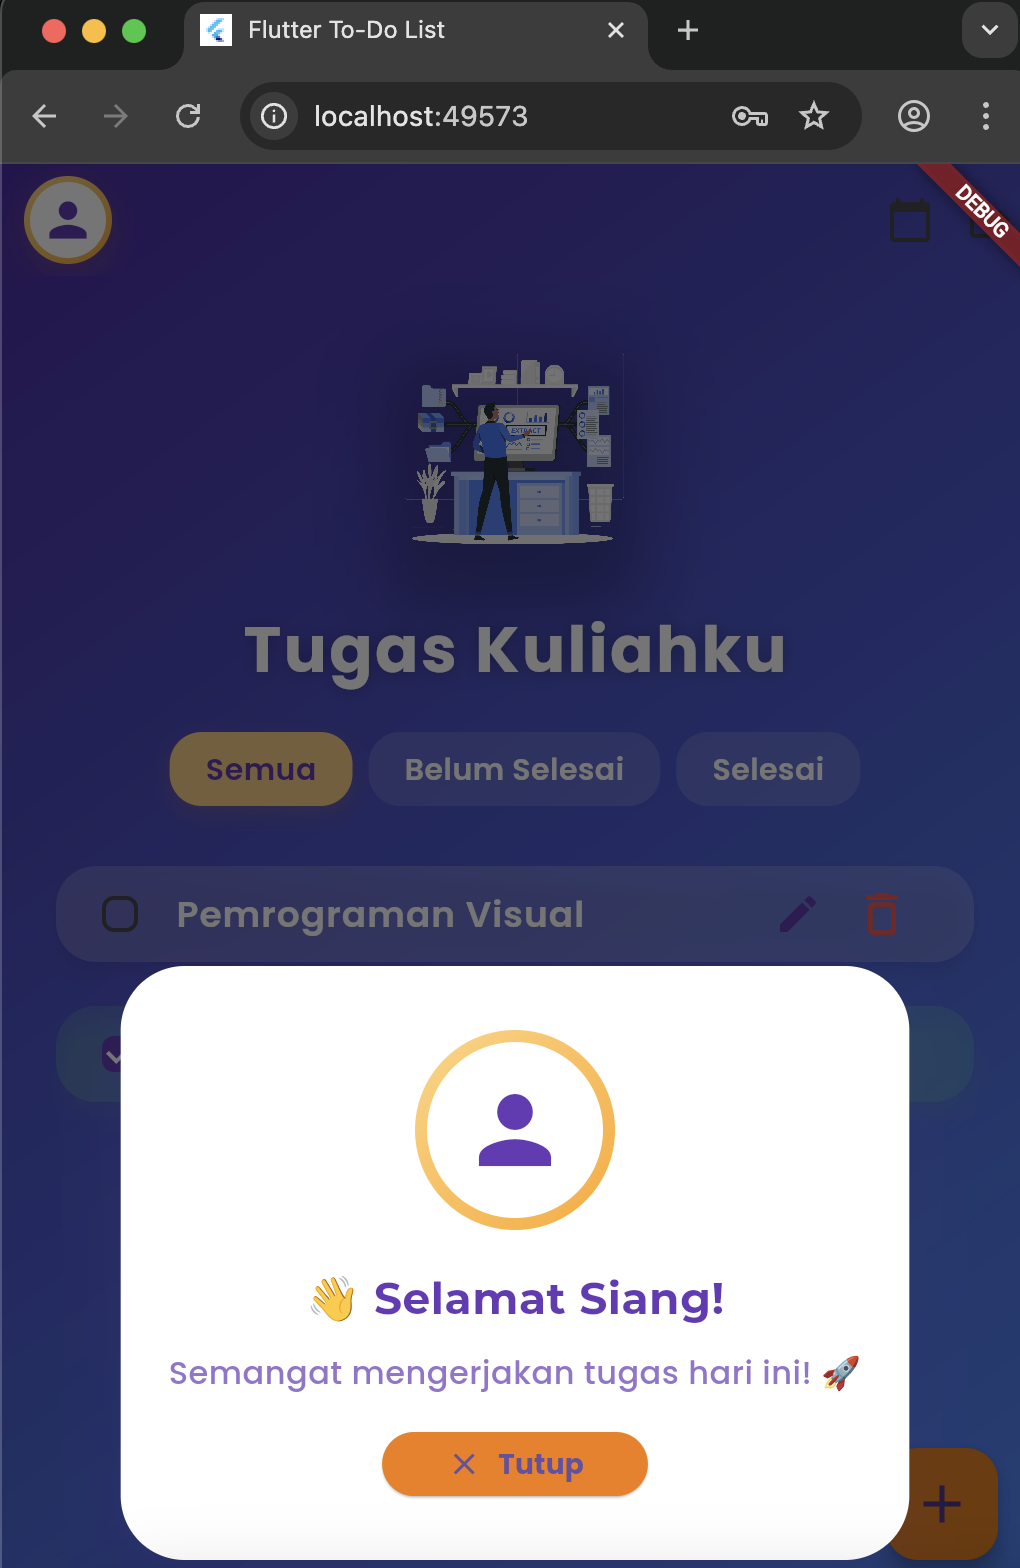 Flutter To-Do List
localhost:49573
DEBUG
EXTRACT
Tugas Kuliahku
Semua
Belum Selesai
Selesai
Pemrograman Visual
👋 Selamat Siang!
Semangat mengerjakan tugas hari ini! 🚀
Tutup